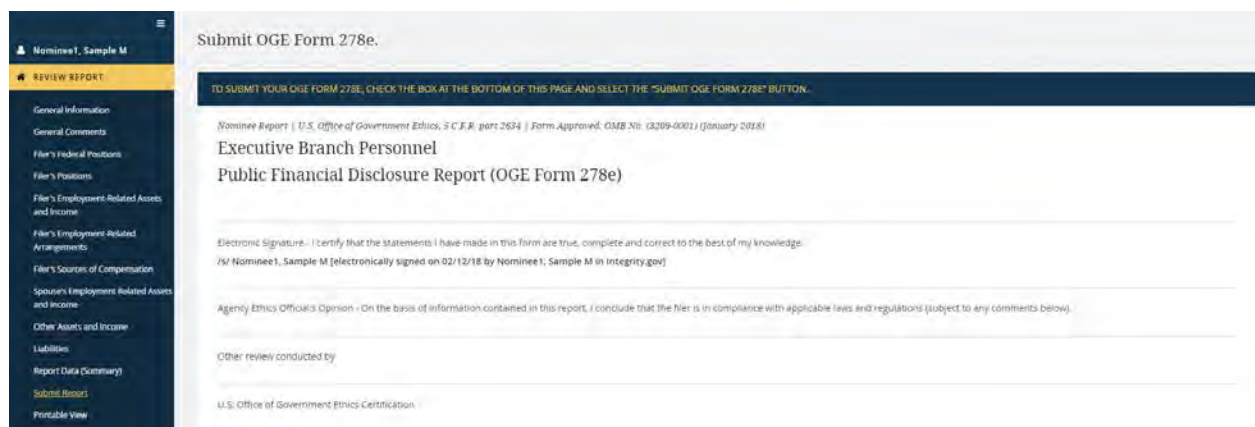 Nominee1, Sample M
REVIEW REPORT
General Information
General Comments
Filer's Federal Positions
Filer's Positions
Filer's Employment-Related Assets
and Income
Filer's Employment-Related
Arrangements
Filer's Sources of Compensation
Spouse's Employment Related Assets
and Income
Other Assets and Income
Liabilities
Report Data (Summary)
Submit Report
Printable View
Submit OGE Form 278e.
TO SUBMIT YOUR OGE FORM 278E, CHECK THE BOX AT THE BOTTOM OF THIS PAGE AND SELECT THE "SUBMIT OGE FORM 278E" BUTTON.
Nominee Report | U.S. Office of Government Ethics, 5 C.F.R. part 2634 | Form Approved: OMB No. (3209-0001) (January 2018)
Executive Branch Personnel
Public Financial Disclosure Report (OGE Form 278e)
Electronic Signature - I certify that the statements I have made in this form are true, complete and correct to the best of my knowledge.
/s/ Nominee1, Sample M [electronically signed on 02/12/18 by Nominee1, Sample M in Integrity.gov]
Agency Ethics Official's Opinion - On the basis of information contained in this report, I conclude that the filer is in compliance with applicable laws and regulations (subject to any comments below).
Other review conducted by
U.S. Office of Government Ethics Certification